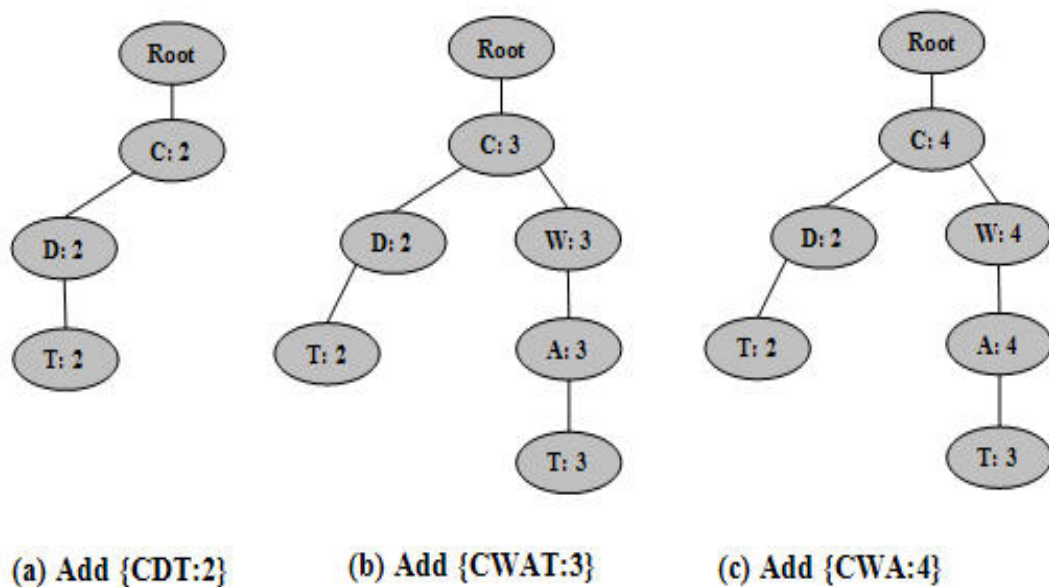 Root
C: 2
D: 2
T: 2
(a) Add {CDT:2}
Root
C: 3
D: 2
W: 3
T: 2
A: 3
T: 3
(b) Add {CWAT:3}
Root
C: 4
D: 2
W: 4
T: 2
A: 4
T: 3
(c) Add {CWA:4}